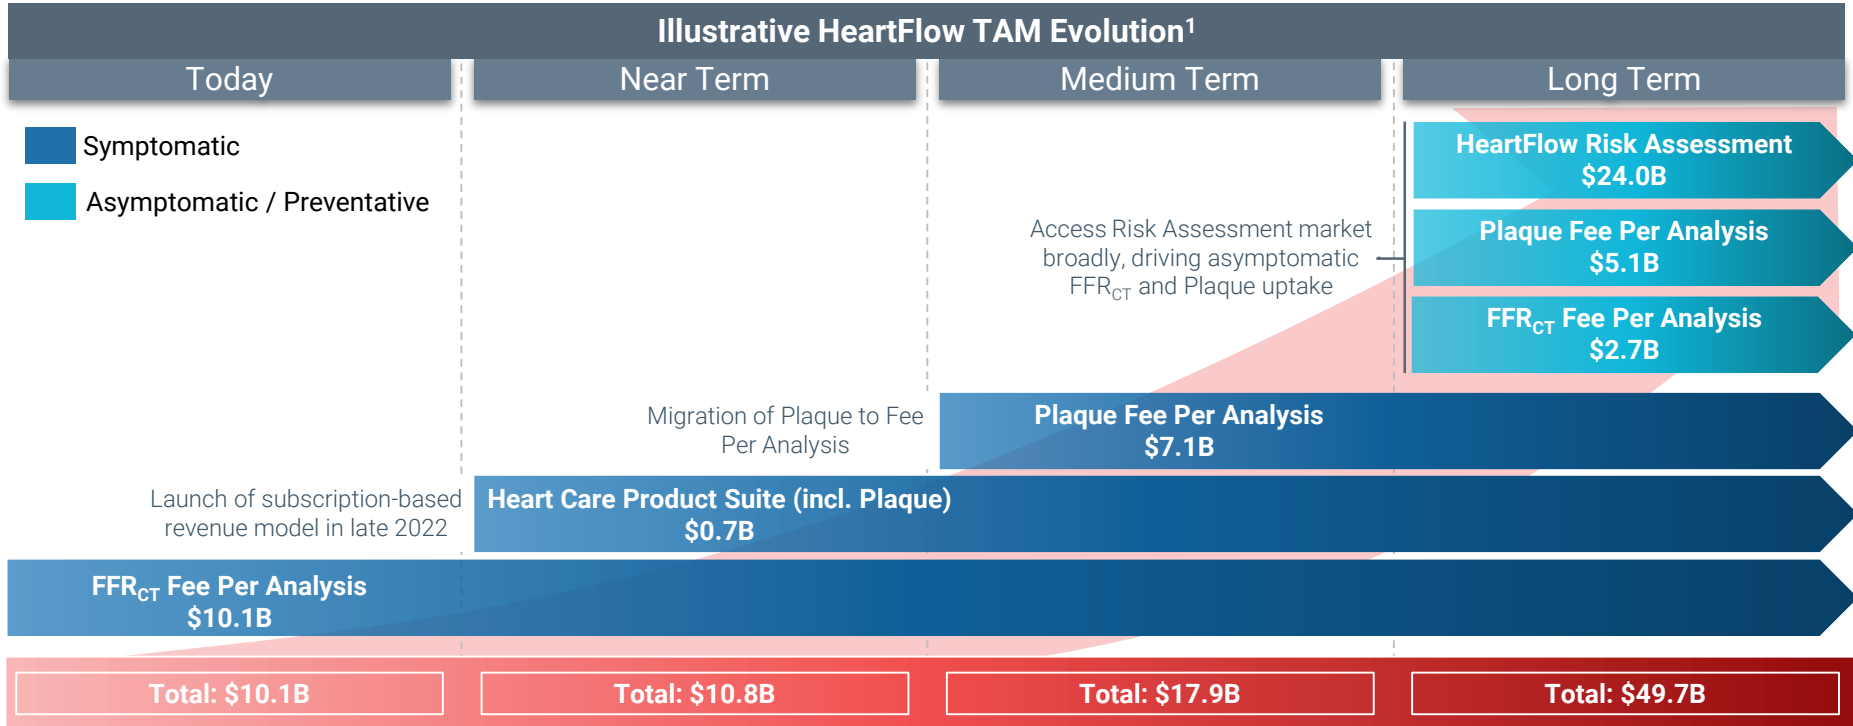 Illustrative HeartFlow TAM Evolution1
Today
Near Term
Medium Term
Long Term
Symptomatic
Asymptomatic / Preventative
HeartFlow Risk Assessment
$24.0B
Access Risk Assessment market
broadly, driving asymptomatic
FFRCT and Plaque uptake
Plaque Fee Per Analysis
$5.1B
FFRCT Fee Per Analysis
$2.7B
Migration of Plaque to Fee
Per Analysis
Plaque Fee Per Analysis
$7.1B
Launch of subscription-based
revenue model in late 2022
Heart Care Product Suite (incl. Plaque)
$0.7B
FFRCT Fee Per Analysis
$10.1B
Total: $10.1B
Total: $10.8B
Total: $17.9B
Total: $49.7B